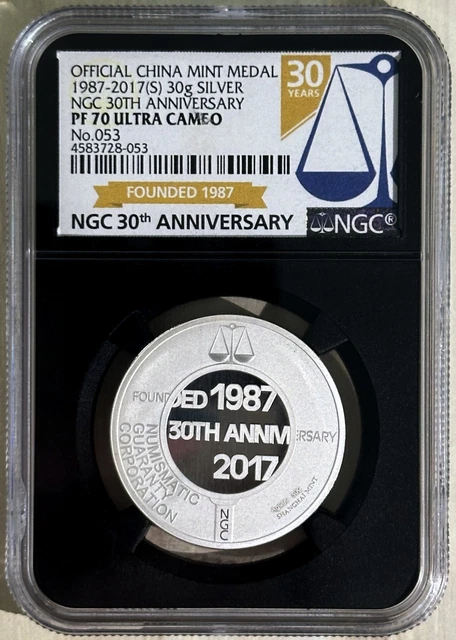 OFFICIAL CHINA MINT MEDAL
1987-2017(S) 30g SILVER
NGC 30TH ANNIVERSARY
PF 70 ULTRA CAMEO
No.053
4583728-053
30
YEARS
FOUNDED 1987
NGC 30th ANNIVERSARY
NGC®
FOUNDED 1987
30TH ANNIVERSARY
2017
NUMISMATIC
GUARANTY
CORPORATION
NGC
SHANGHAI MINT